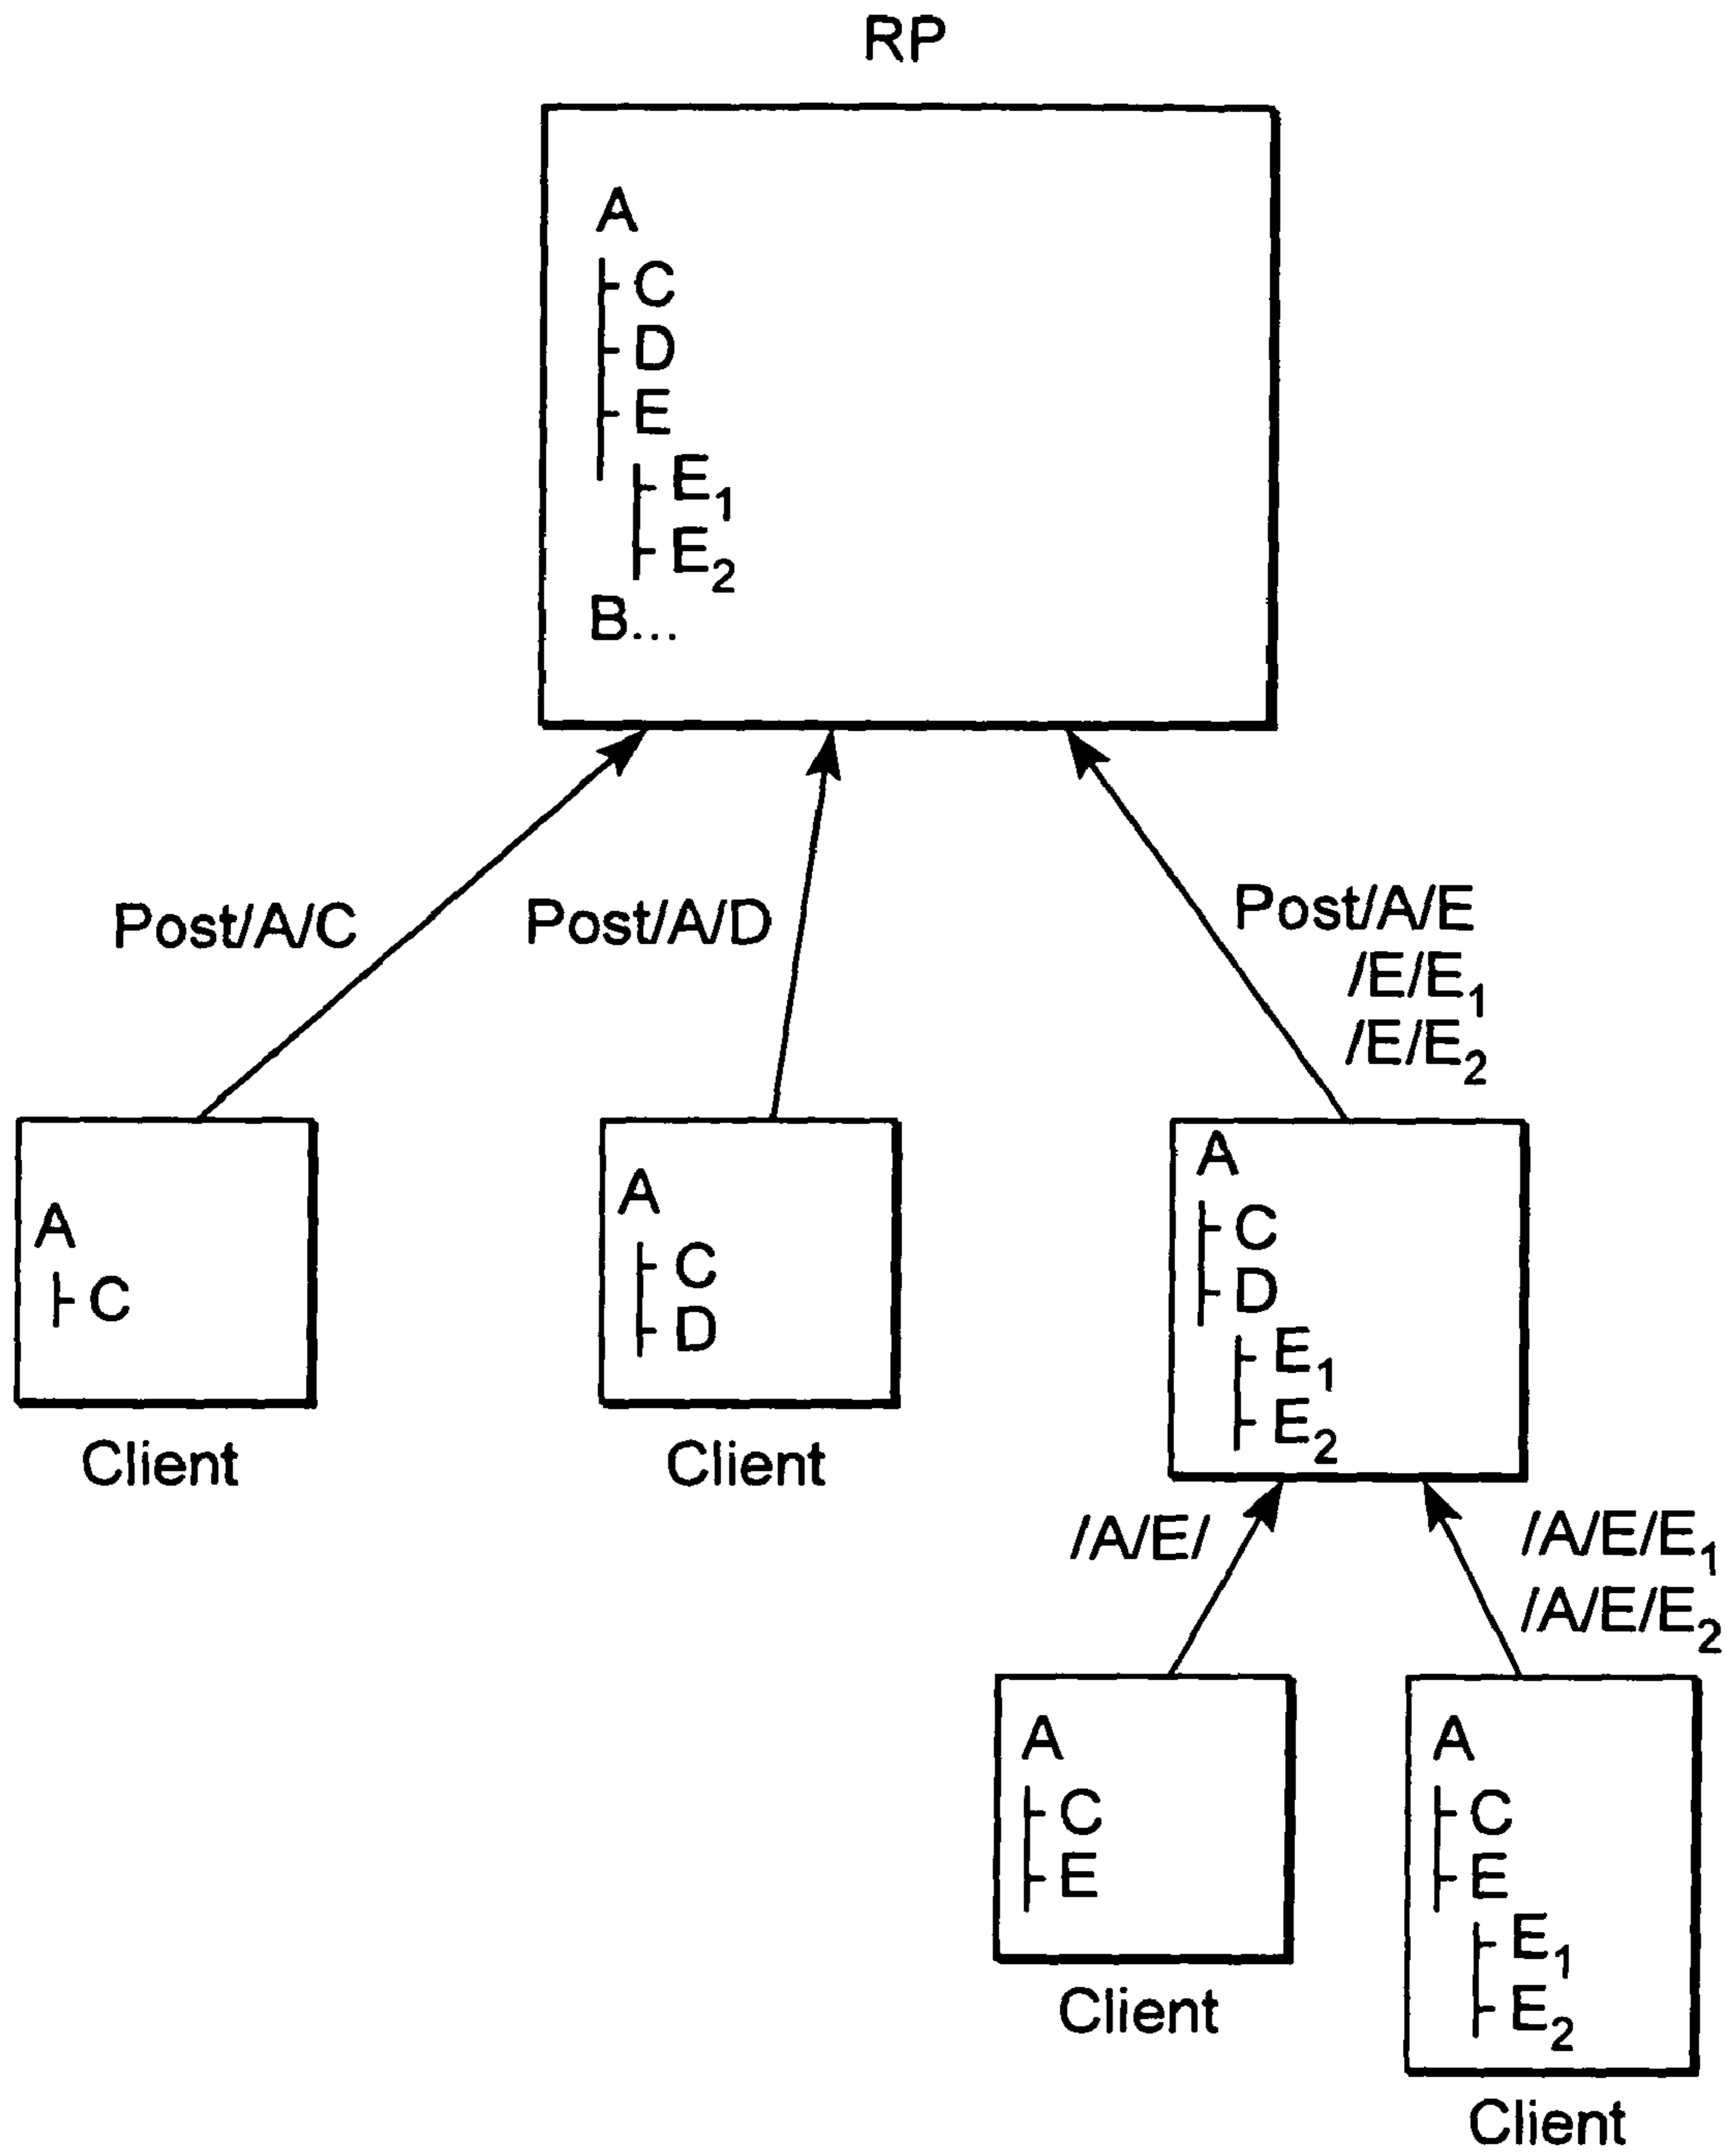 RP
A
C
D
E
E₁
E₂
B...
Post/A/C
Post/A/D
Post/A/E
/E/E₁
/E/E₂
A
C
Client
A
C
D
Client
A
C
D
E₁
E₂
/A/E/
/A/E/E₁
/A/E/E₂
A
C
E
Client
A
C
E
E₁
E₂
Client